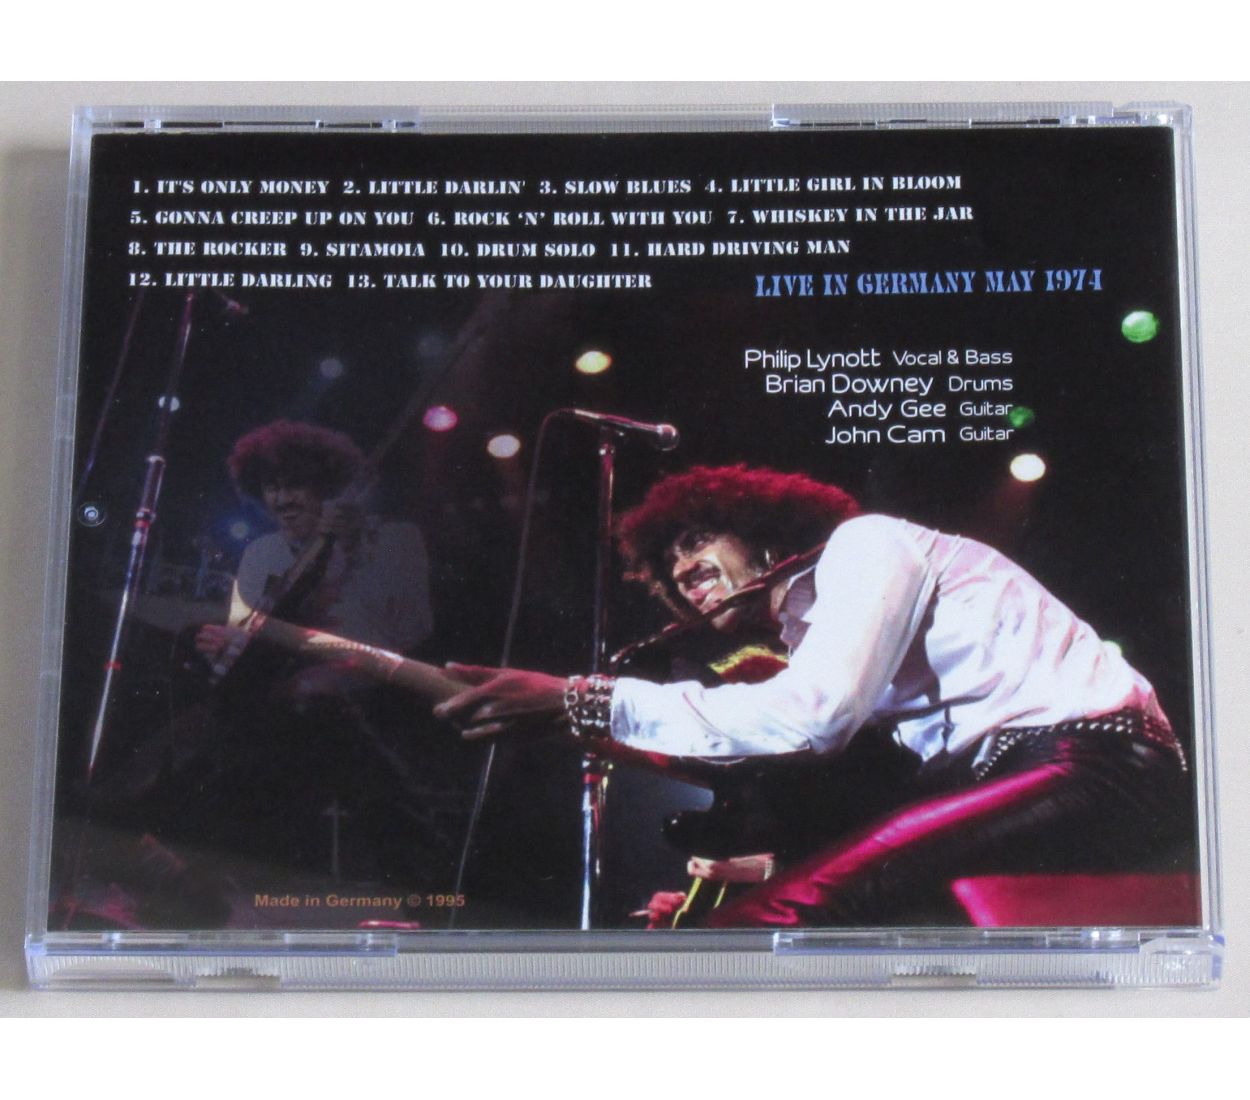 1. IT'S ONLY MONEY 2. LITTLE DARLIN' 3. SLOW BLUES 4. LITTLE GIRL IN BLOOM
5. GONNA CREEP UP ON YOU 6. ROCK 'N' ROLL WITH YOU 7. WHISKEY IN THE JAR
8. THE ROCKER 9. SITAMOIA 10. DRUM SOLO 11. HARD DRIVING MAN
12. LITTLE DARLING 13. TALK TO YOUR DAUGHTER
LIVE IN GERMANY MAY 1974
Philip Lynott Vocal & Bass
Brian Downey Drums
Andy Gee Guitar
John Cam Guitar
Made in Germany © 1995